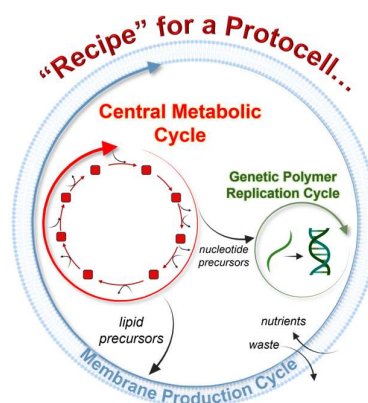 “Recipe” for a Protocell...
Central Metabolic
Cycle
Genetic Polymer
Replication Cycle
nucleotide
precursors
lipid
precursors
nutrients
waste
Membrane Production Cycle